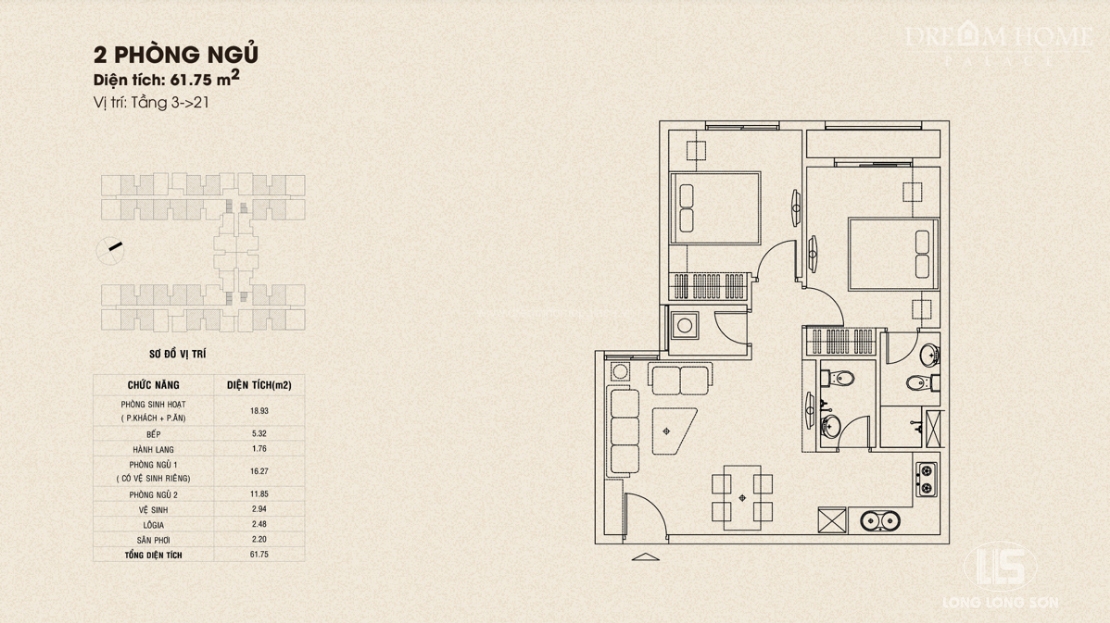 2 PHÒNG NGỦ
Diện tích: 61.75 m²
Vị trí: Tầng 3->21
DREAM HOME
PALACE
SƠ ĐỒ VỊ TRÍ
CHỨC NĂNG DIỆN TÍCH(m2)
PHÒNG SINH HOẠT
( P.KHÁCH + P.ĂN) 18.93
BẾP 5.32
HÀNH LANG 1.76
PHÒNG NGỦ 1
( CÓ VỆ SINH RIÊNG) 16.27
PHÒNG NGỦ 2 11.85
VỆ SINH 2.94
LÔGIA 2.48
SÂN PHƠI 2.20
TỔNG DIỆN TÍCH 61.75
LLS
LONG LONG SƠN